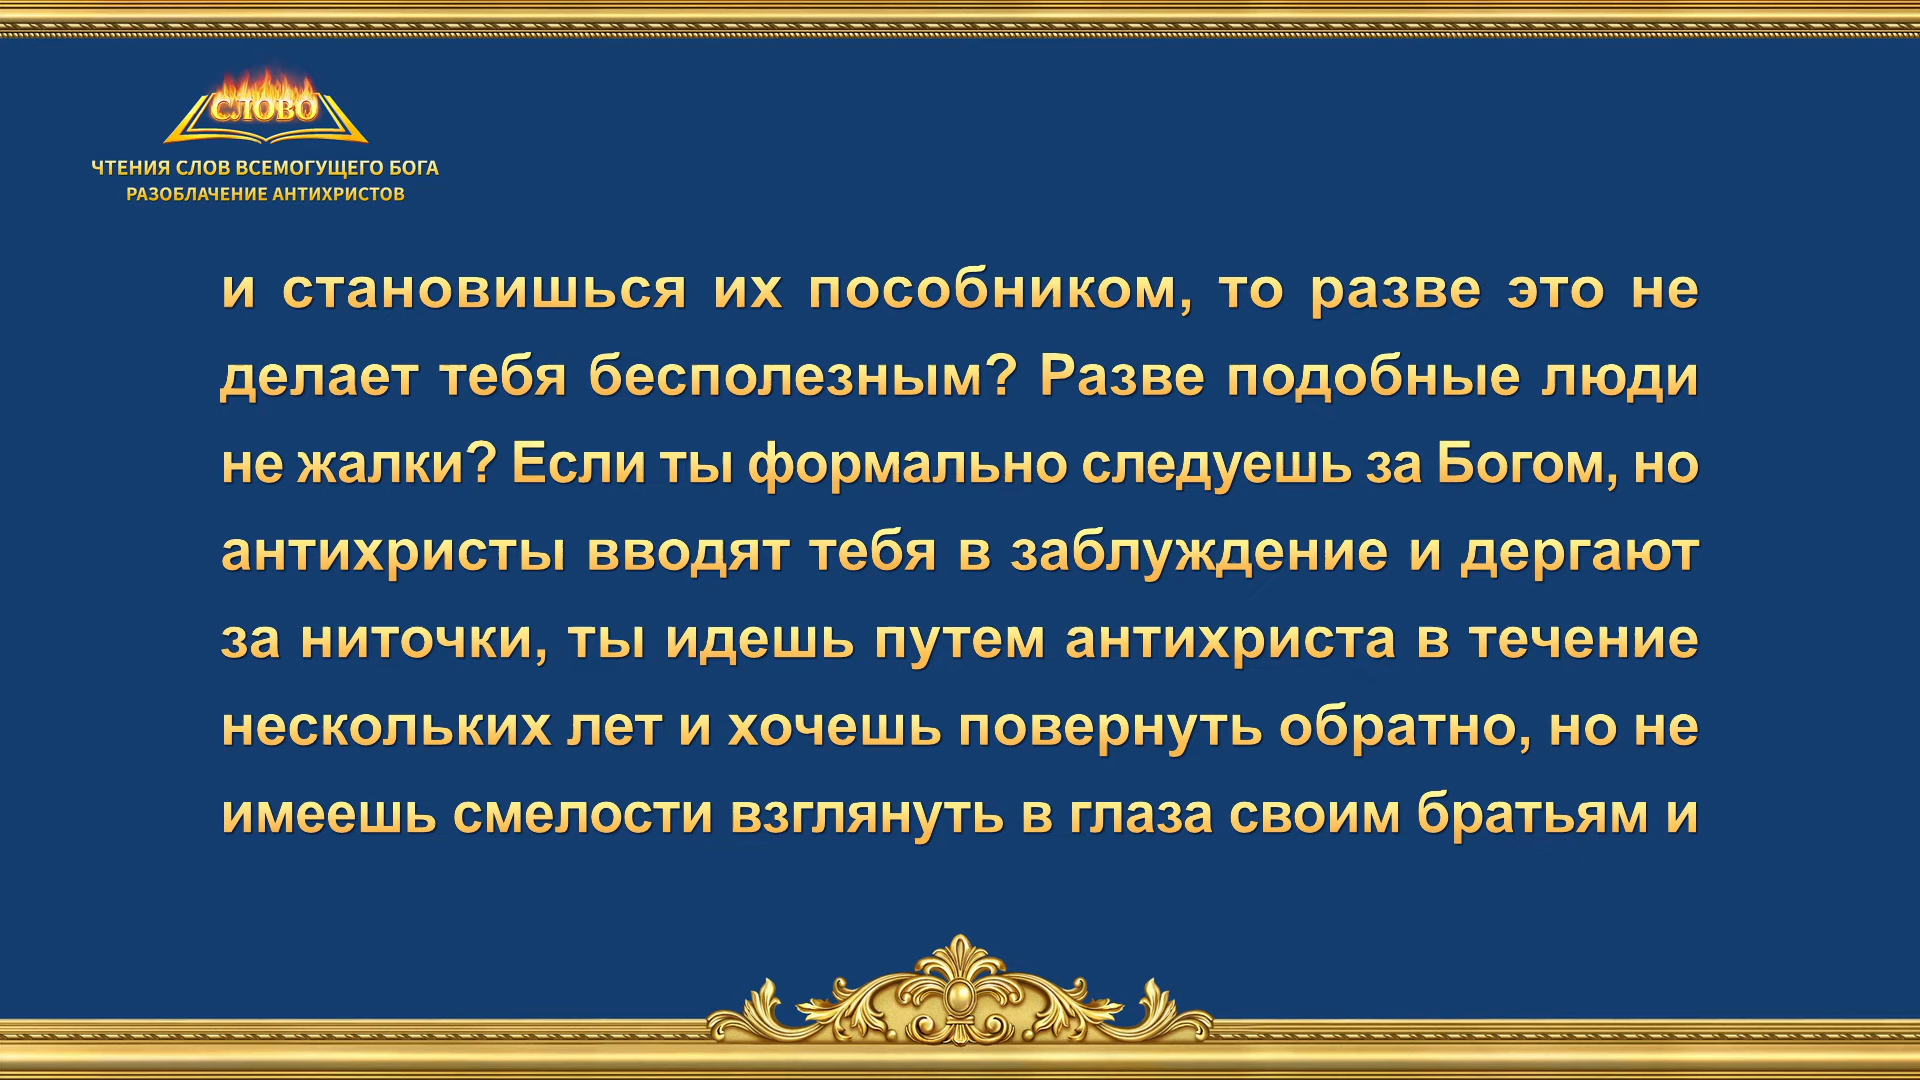 СЛОВО
ЧТЕНИЯ СЛОВ ВСЕМОГУЩЕГО БОГА
РАЗОБЛАЧЕНИЕ АНТИХРИСТОВ
и становишься их пособником, то разве это не
делает тебя бесполезным? Разве подобные люди
не жалки? Если ты формально следуешь за Богом, но
антихристы вводят тебя в заблуждение и дергают
за ниточки, ты идешь путем антихриста в течение
нескольких лет и хочешь повернуть обратно, но не
имеешь смелости взглянуть в глаза своим братьям и